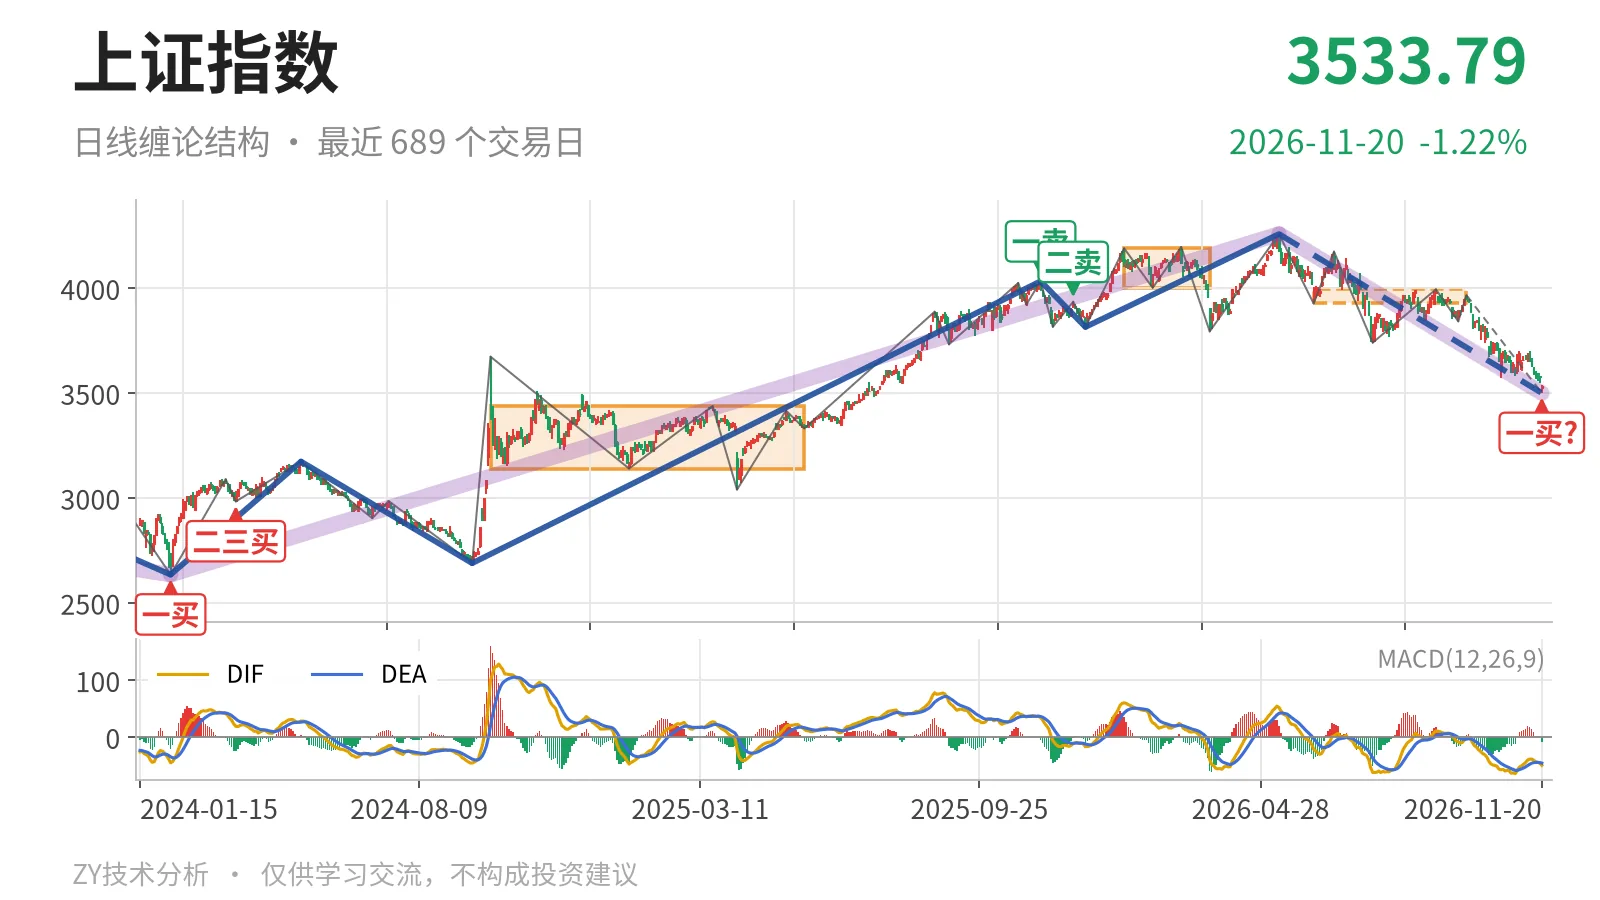 上证指数
3533.79
日线缠论结构 · 最近 689 个交易日
2026-11-20 -1.22%
一卖
二卖
4000
3500
一买?
3000
二三买
2500
一买
DIF
DEA
MACD(12,26,9)
100
0
2024-01-15
2024-08-09
2025-03-11
2025-09-25
2026-04-28
2026-11-20
ZY技术分析 · 仅供学习交流，不构成投资建议